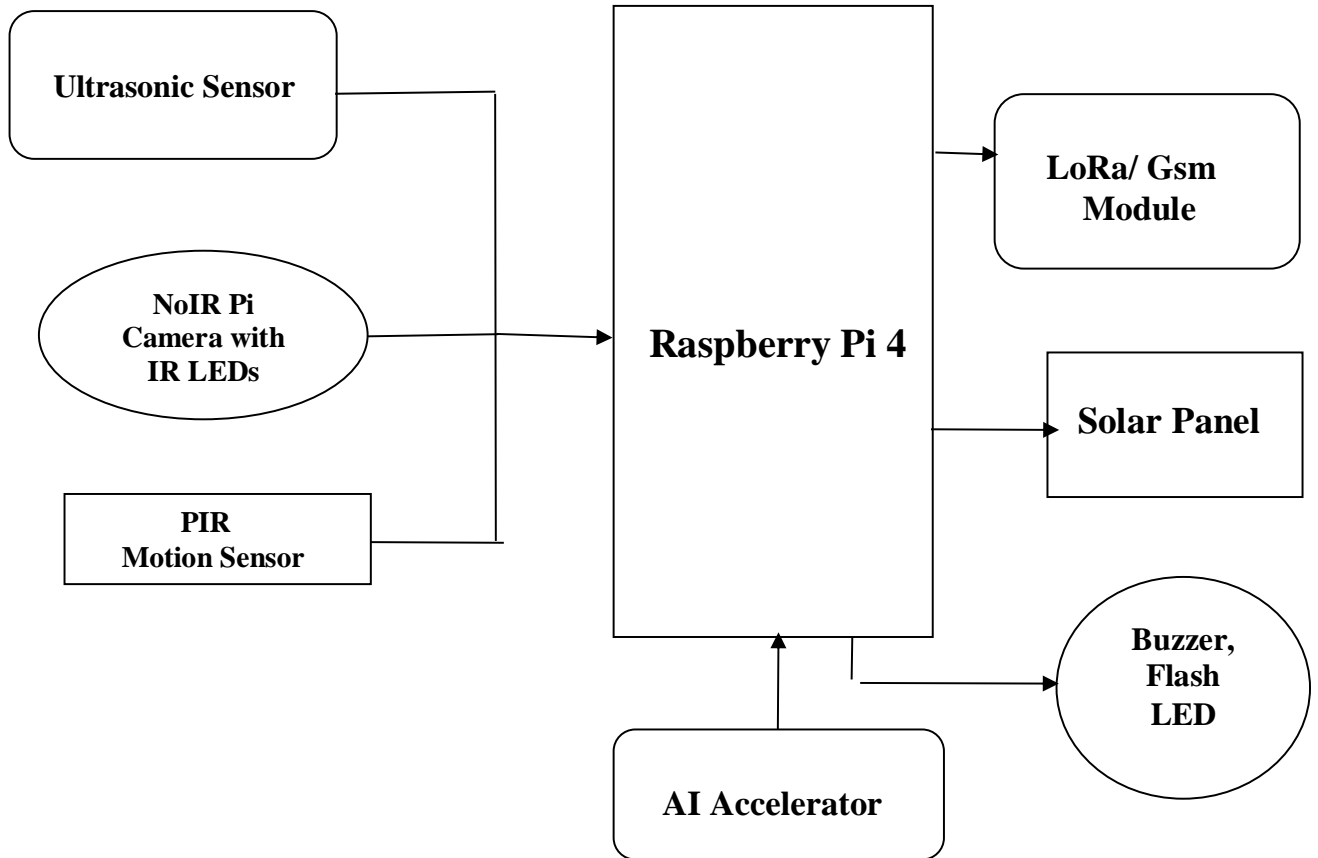 Ultrasonic Sensor
NoIR Pi
Camera with
IR LEDs
PIR
Motion Sensor
Raspberry Pi 4
LoRa/ Gsm
Module
Solar Panel
Buzzer,
Flash
LED
AI Accelerator